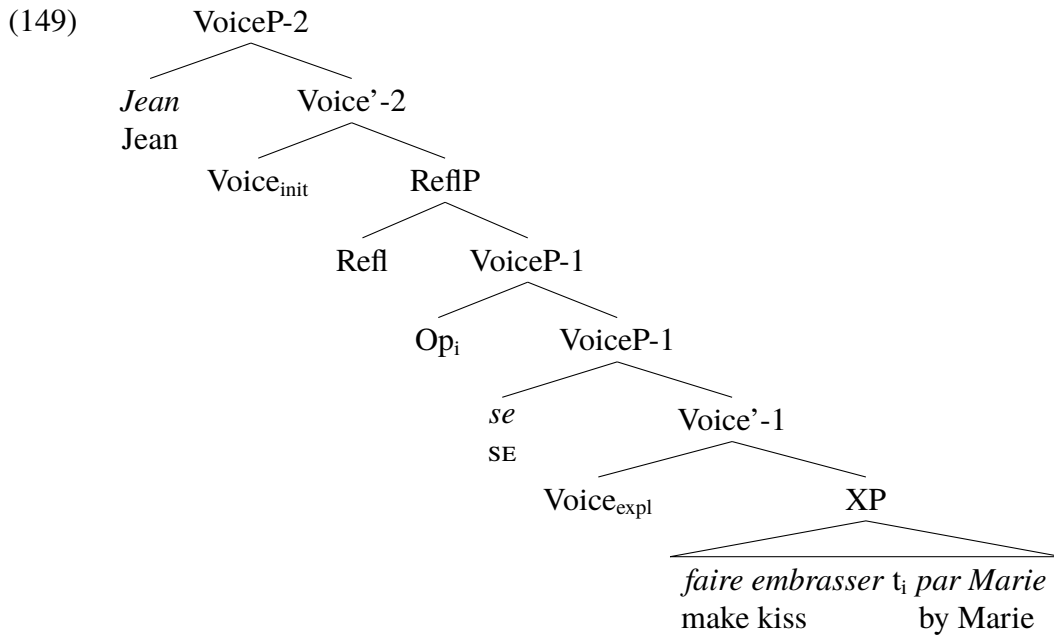 (149) VoiceP-2
Jean Voice’-2
Jean
Voiceinit ReflP
Refl VoiceP-1
Opi VoiceP-1
se Voice’-1
SE
Voiceexpl XP
faire embrasser ti par Marie
make kiss by Marie